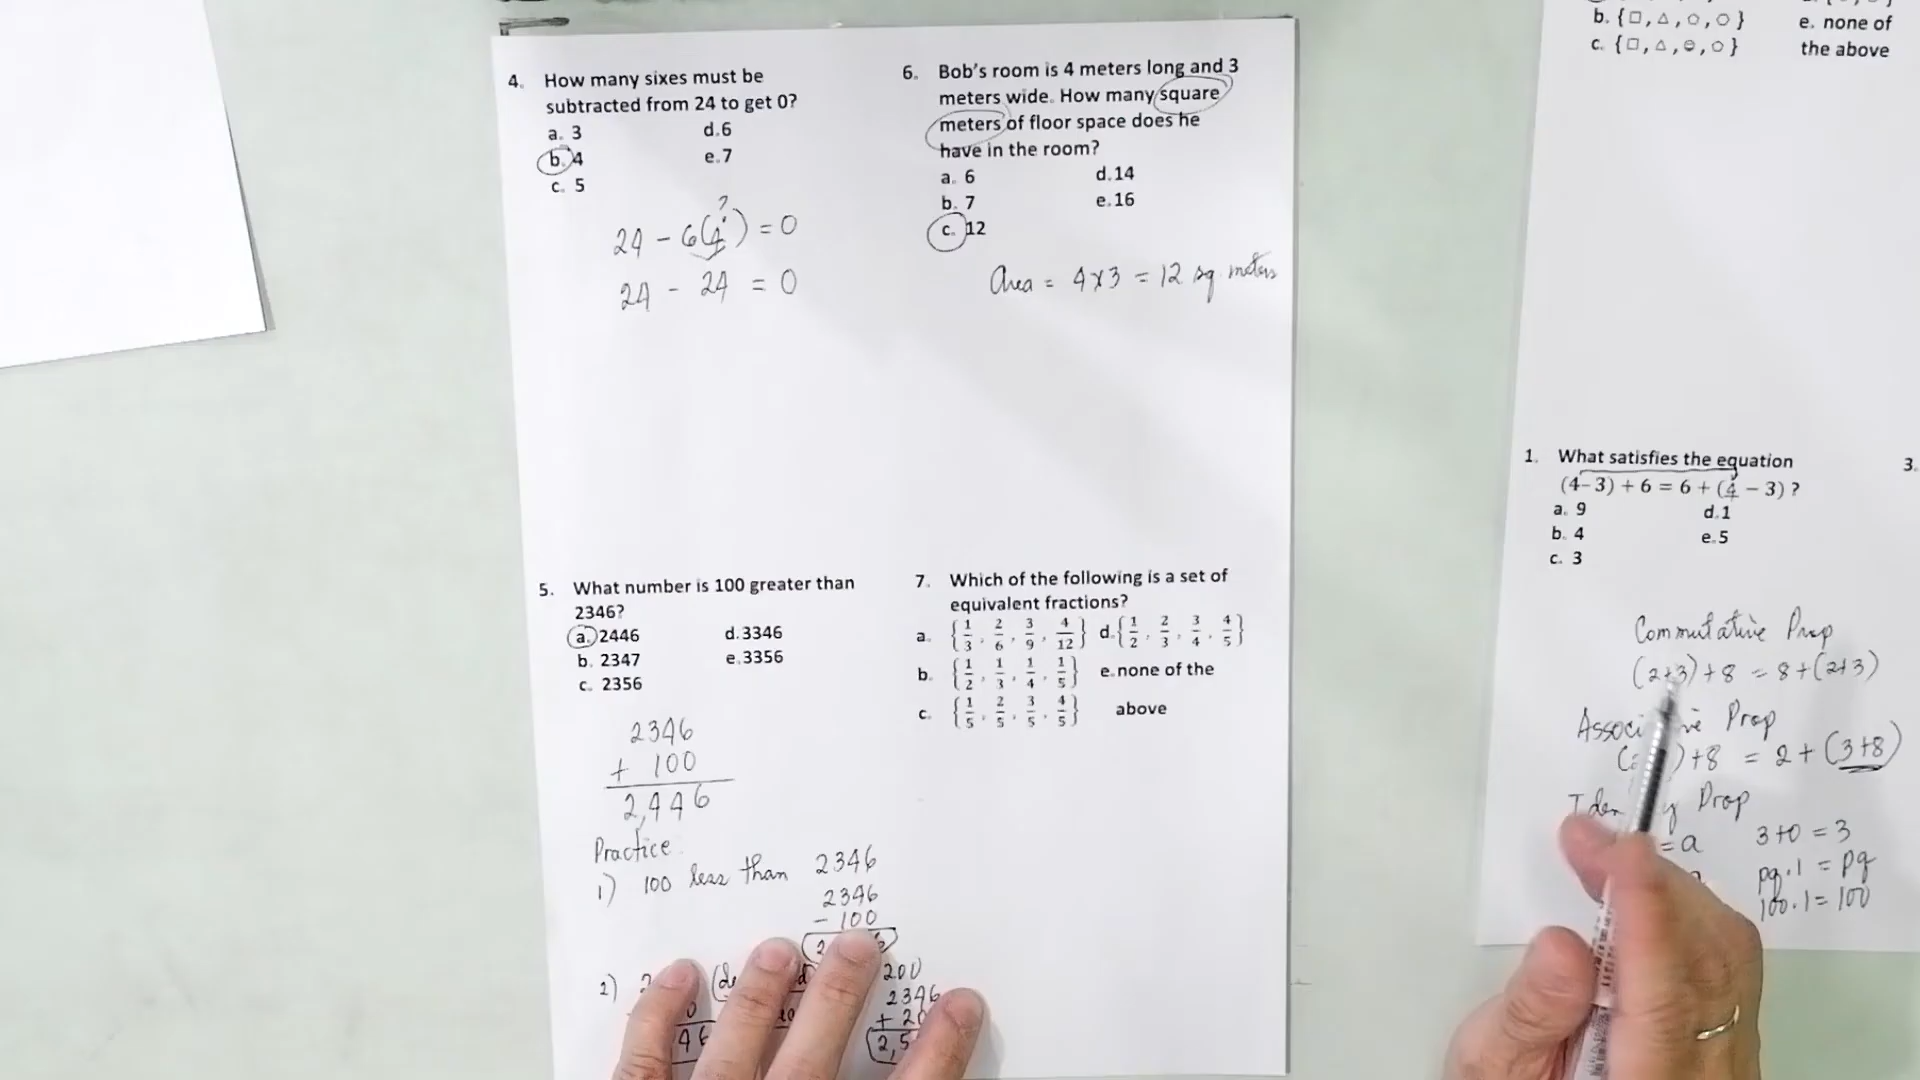 4. How many sixes must be
subtracted from 24 to get 0?
a. 3 d.6
b. 4 e.7
c. 5
?
24 - 6(4) = 0
24 - 24 = 0
5. What number is 100 greater than
2346?
a. 2446 d.3346
b. 2347 e.3356
c. 2356
2346
+ 100
2,446
Practice
1) 100 less than 2346
2346
- 100
2)
200
2346
6. Bob's room is 4 meters long and 3
meters wide. How many square
meters of floor space does he
have in the room?
a. 6 d.14
b. 7 e.16
c. 12
Area = 4x3 = 12 sq. meters
7. Which of the following is a set of
equivalent fractions?
a. {1/3, 2/6, 3/9, 4/12} d.{1/2, 2/3, 3/4, 4/5}
b. {1/2, 1/3, 1/4, 1/5} e.none of the
c. {1/5, 2/5, 3/5, 4/5} above
b. {□, △, ○, ○} e. none of
c. {□, △, ⊖, ○} the above
1. What satisfies the equation
(4-3) + 6 = 6 + (4 - 3) ?
a. 9 d.1
b. 4 e.5
c. 3
3.
Commutative Prop
(2+3)+8 = 8+(2+3)
Prop
)+8 = 2+(3+8)
Prop
= a 3+0 = 3
pq.1 = pq
100.1 = 100